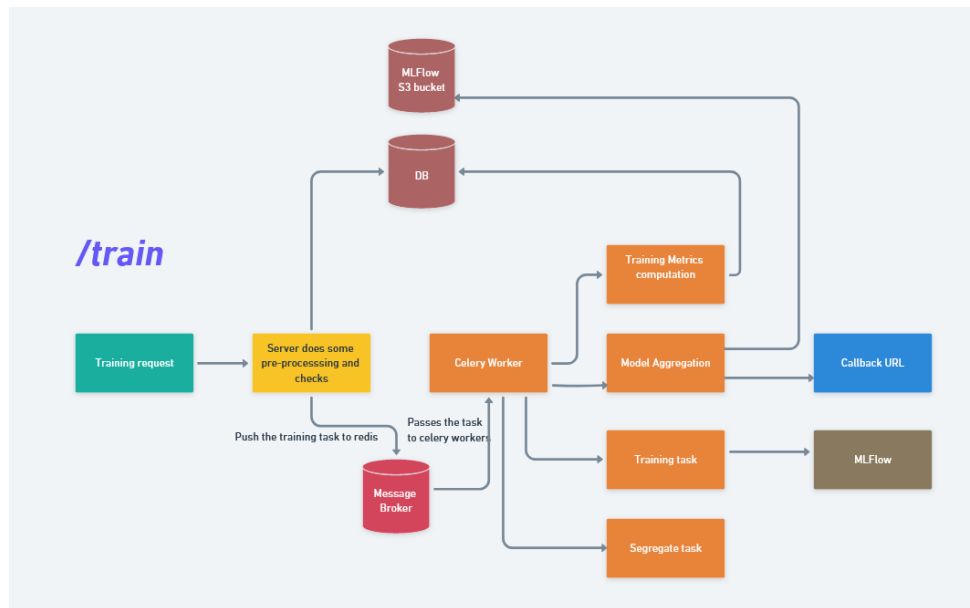 MLFlow
S3 bucket
DB
/train
Training Metrics
computation
Training request
Server does some
pre-processsing and
checks
Celery Worker
Model Aggregation
Callback URL
Push the training task to redis
Passes the task
to celery workers
Message
Broker
Training task
MLFlow
Segregate task